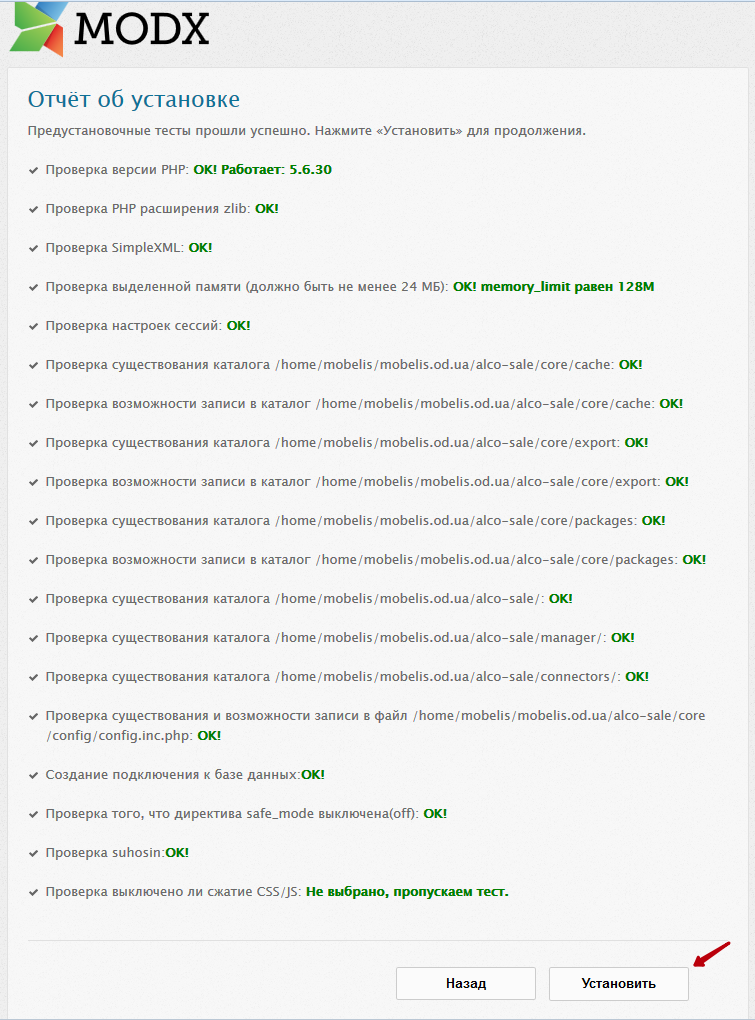 MODX
Отчёт об установке
Предустановочные тесты прошли успешно. Нажмите «Установить» для продолжения.
Проверка версии PHP: OK! Работает: 5.6.30
Проверка PHP расширения zlib: OK!
Проверка SimpleXML: OK!
Проверка выделенной памяти (должно быть не менее 24 МБ): OK! memory_limit равен 128M
Проверка настроек сессий: OK!
Проверка существования каталога /home/mobelis/mobelis.od.ua/alco-sale/core/cache: OK!
Проверка возможности записи в каталог /home/mobelis/mobelis.od.ua/alco-sale/core/cache: OK!
Проверка существования каталога /home/mobelis/mobelis.od.ua/alco-sale/core/export: OK!
Проверка возможности записи в каталог /home/mobelis/mobelis.od.ua/alco-sale/core/export: OK!
Проверка существования каталога /home/mobelis/mobelis.od.ua/alco-sale/core/packages: OK!
Проверка возможности записи в каталог /home/mobelis/mobelis.od.ua/alco-sale/core/packages: OK!
Проверка существования каталога /home/mobelis/mobelis.od.ua/alco-sale/: OK!
Проверка существования каталога /home/mobelis/mobelis.od.ua/alco-sale/manager/: OK!
Проверка существования каталога /home/mobelis/mobelis.od.ua/alco-sale/connectors/: OK!
Проверка существования и возможности записи в файл /home/mobelis/mobelis.od.ua/alco-sale/core
/config/config.inc.php: OK!
Создание подключения к базе данных:OK!
Проверка того, что директива safe_mode выключена(off): OK!
Проверка suhosin:OK!
Проверка выключено ли сжатие CSS/JS: Не выбрано, пропускаем тест.
Назад
Установить